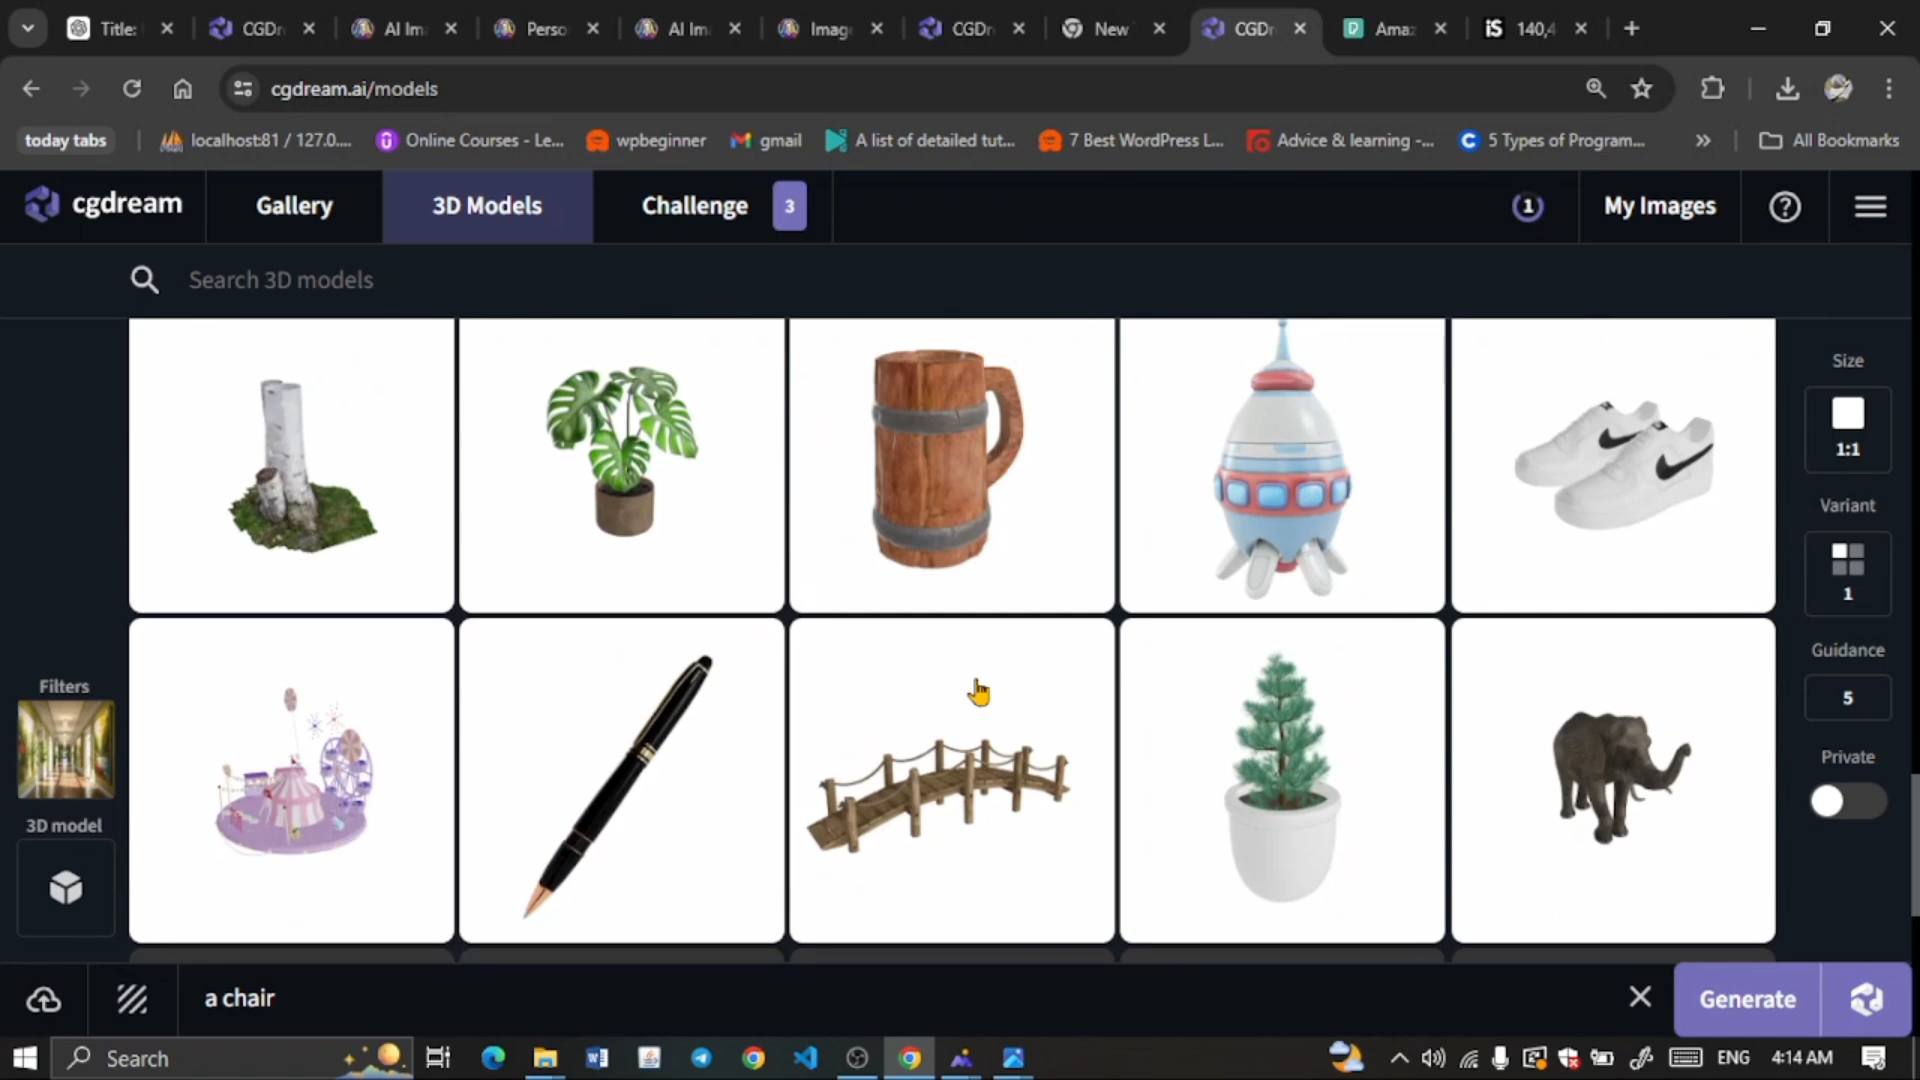 Title:
CGDr
AI Im
Perso
AI Im
Imag
CGDr
New
CGDr
Ama
iS 140,4
cgdream.ai/models
today tabs
localhost:81 / 127.0....
Online Courses - Le...
wpbeginner
gmail
A list of detailed tut...
7 Best WordPress L...
Advice & learning -...
5 Types of Program...
»
All Bookmarks
cgdream
Gallery
3D Models
Challenge
3
1
My Images
Search 3D models
Size
1:1
Variant
1
Guidance
5
Private
Filters
3D model
a chair
Generate
Search
ENG
4:14 AM